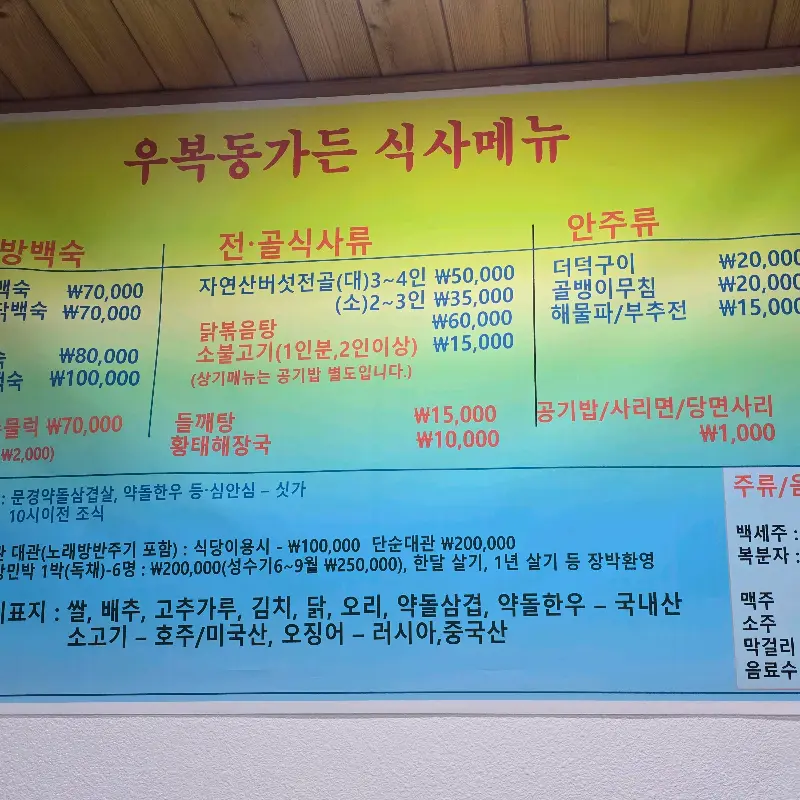 우복동가든 식사메뉴
방백숙
백숙 ₩70,000
닭백숙 ₩70,000
숙 ₩80,000
백숙 ₩100,000
물럭 ₩70,000
₩2,000)
전·골식사류
자연산버섯전골(대)3~4인 ₩50,000
(소)2~3인 ₩35,000
닭볶음탕 ₩60,000
소불고기(1인분,2인이상) ₩15,000
(상기메뉴는 공기밥 별도입니다.)
들깨탕 ₩15,000
황태해장국 ₩10,000
안주류
더덕구이 ₩20,000
골뱅이무침 ₩20,000
해물파/부추전 ₩15,000
공기밥/사리면/당면사리
₩1,000
: 문경약돌삼겹살, 약돌한우 등·심안심 – 싯가
10시이전 조식
관 대관(노래방반주기 포함) : 식당이용시 - ₩100,000 단순대관 ₩200,000
민박 1박(독채)-6명 : ₩200,000(성수기6~9월 ₩250,000), 한달 살기, 1년 살기 등 장박환영
표지 : 쌀, 배추, 고추가루, 김치, 닭, 오리, 약돌삼겹, 약돌한우 – 국내산
소고기 – 호주/미국산, 오징어 – 러시아,중국산
주류/음
백세주 :
복분자 :
맥주
소주
막걸리
음료수